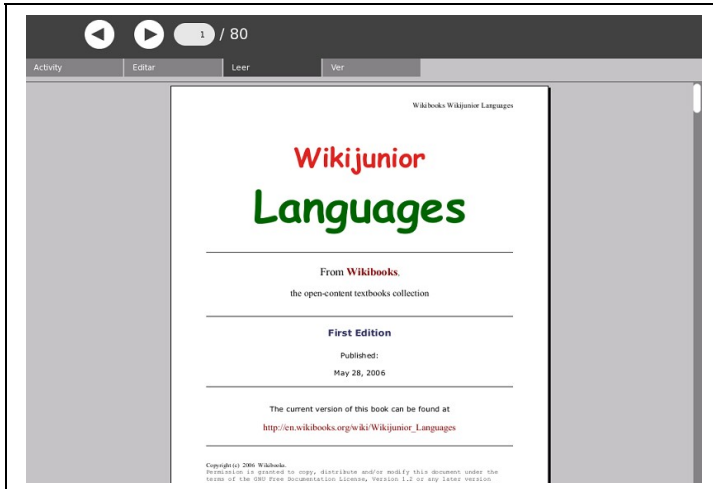 1 / 80
Activity Editar Leer Ver
Wikibooks Wikijunior Languages
Wikijunior
Languages
From Wikibooks,
the open-content textbooks collection
First Edition
Published:
May 28, 2006
The current version of this book can be found at
http://en.wikibooks.org/wiki/Wikijunior_Languages
Copyright (c) 2006 Wikibooks.
Permission is granted to copy, distribute and/or modify this document under the
terms of the GNU Free Documentation License, Version 1.2 or any later version